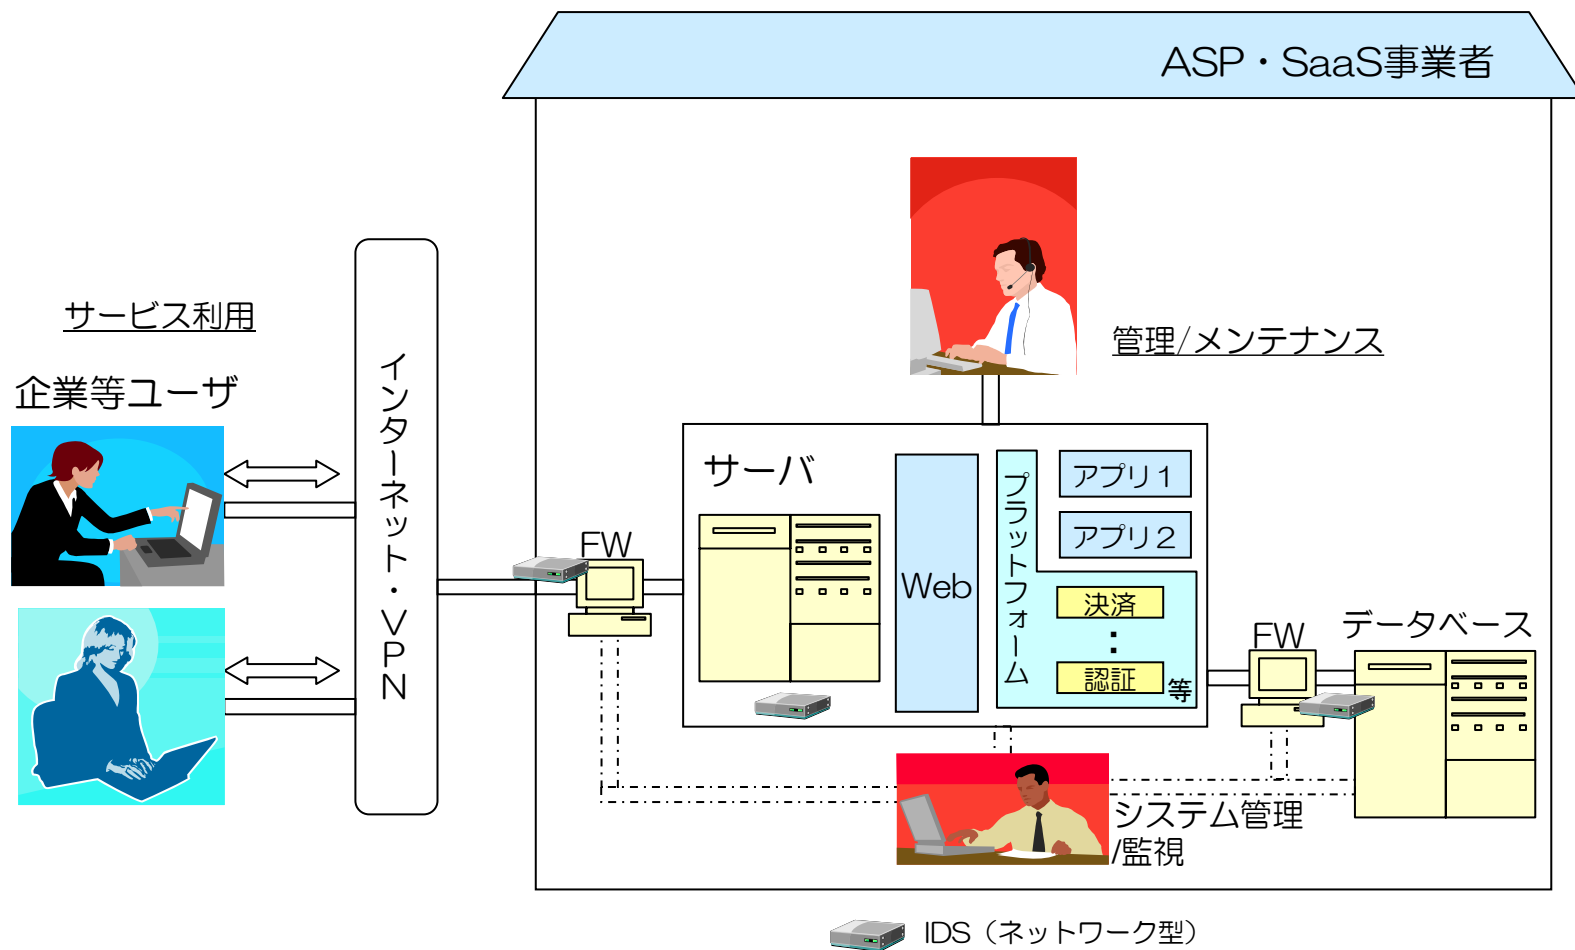 ASP・SaaS事業者
サービス利用
企業等ユーザ
インターネット・VPN
管理/メンテナンス
サーバ
Web
プラットフォーム
アプリ1
アプリ2
決済
：
認証
等
FW
FW
データベース
システム管理
/監視
IDS（ネットワーク型）